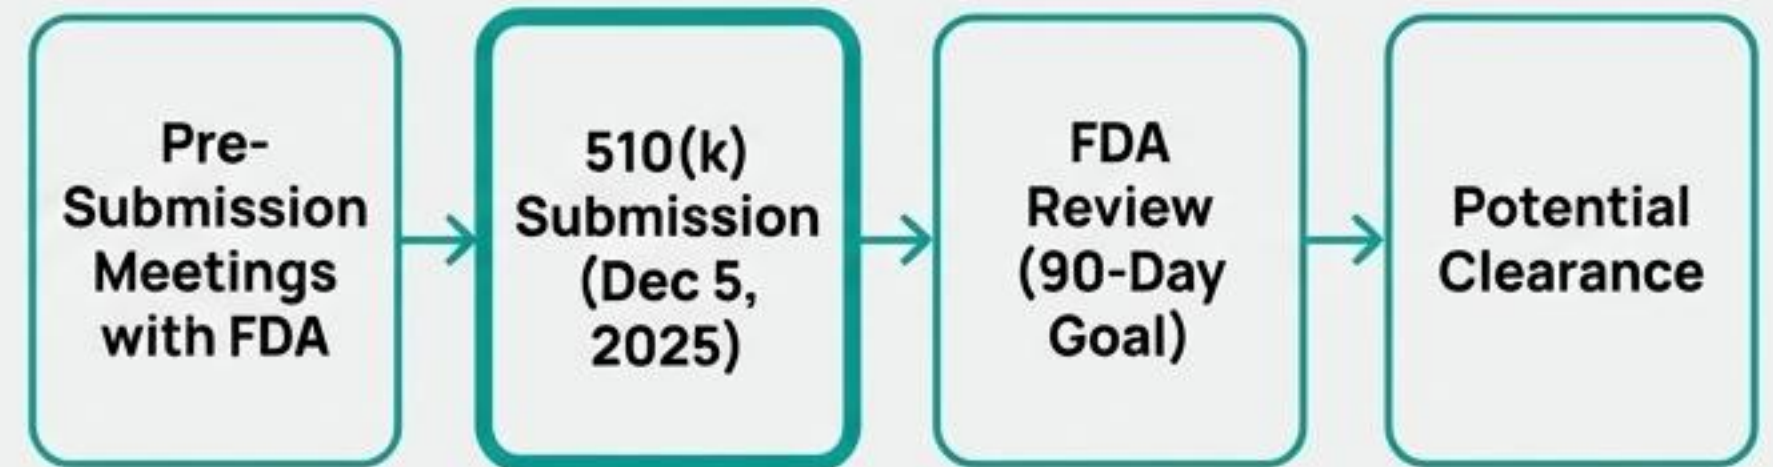 Pre-
Submission
Meetings
with FDA
510(k)
Submission
(Dec 5,
2025)
FDA
Review
(90-Day
Goal)
Potential
Clearance